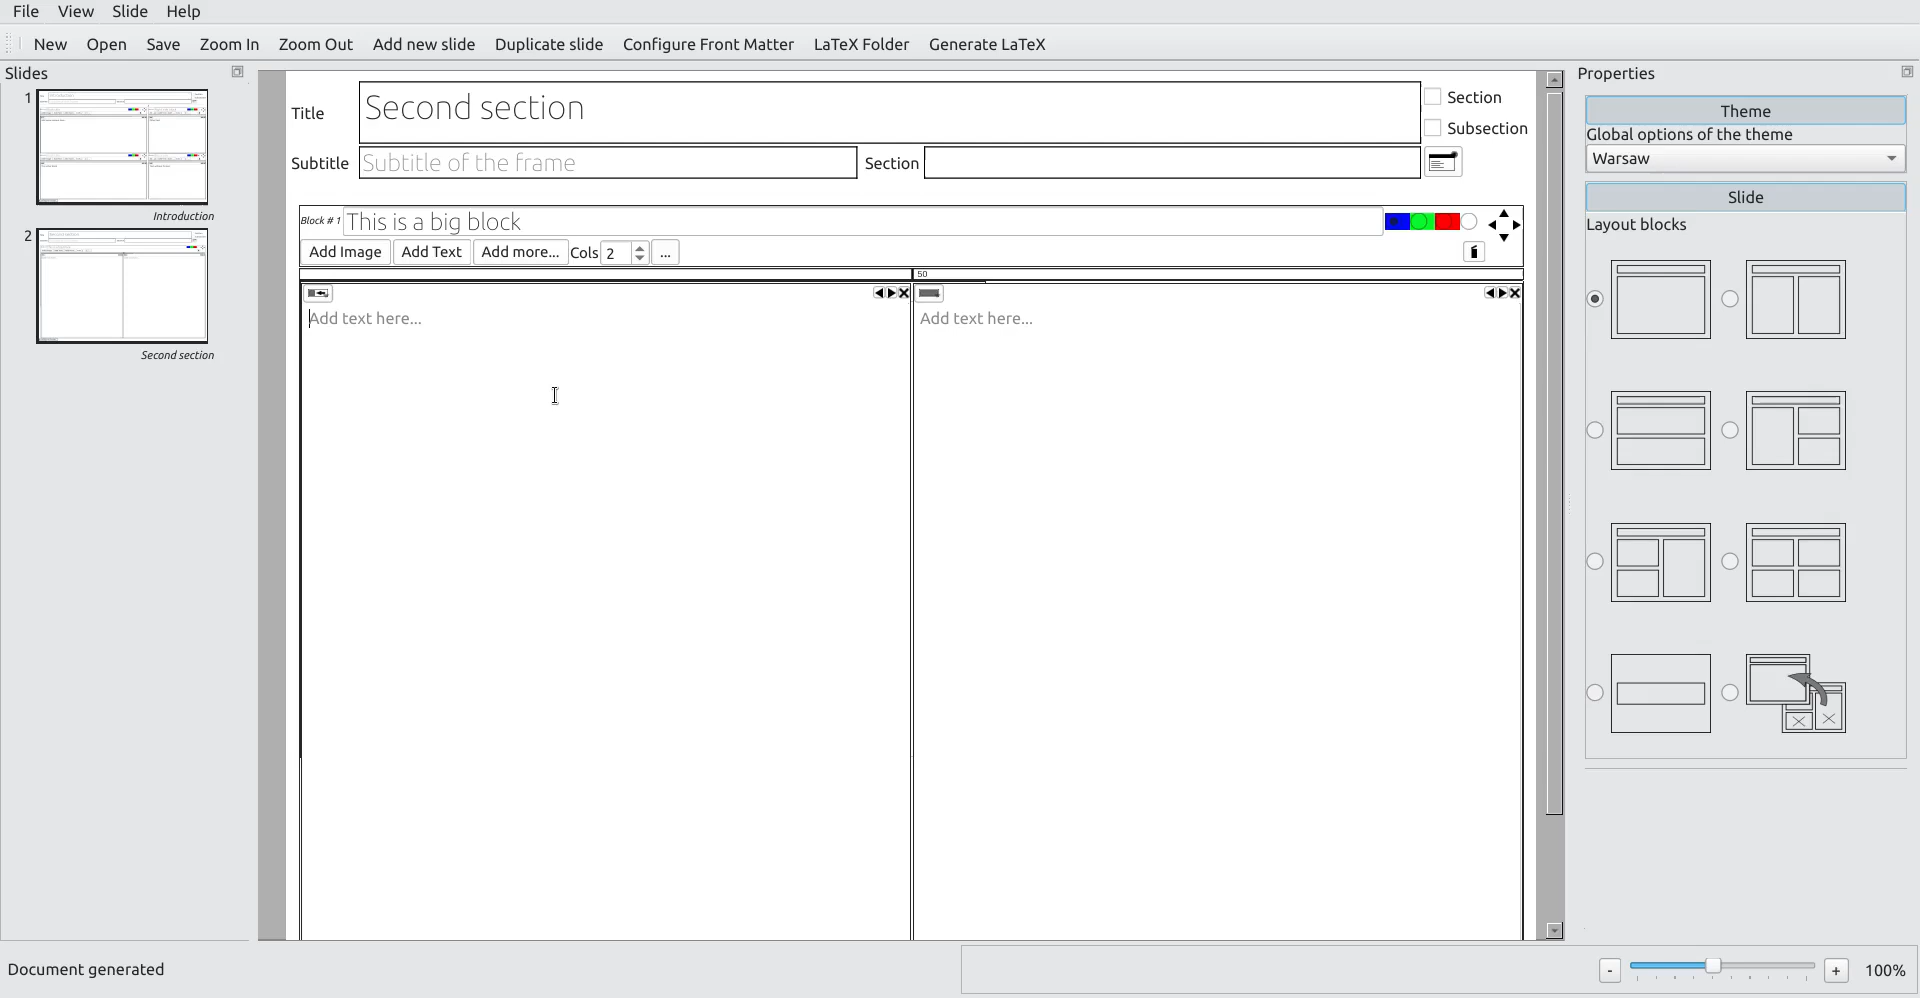 File View Slide Help
New Open Save Zoom In Zoom Out Add new slide Duplicate slide Configure Front Matter LaTeX Folder Generate LaTeX
Slides
1
Introduction
2
Second section
Title Second section
Section
Subsection
Subtitle Subtitle of the frame Section
Block # 1 This is a big block
Add Image Add Text Add more... Cols 2 ...
50
Add text here... Add text here...
Properties
Theme
Global options of the theme
Warsaw
Slide
Layout blocks
Document generated
- + 100%